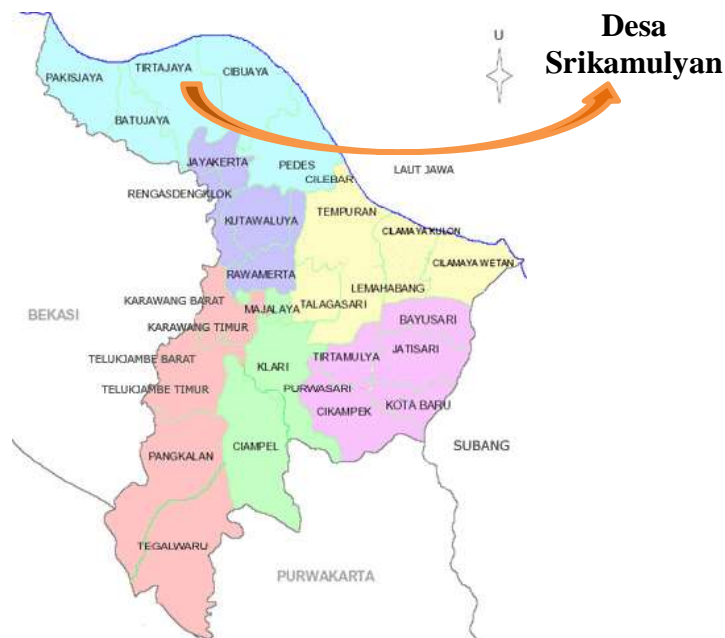 Desa
Srikamulyan
U
PAKISJAYA
TIRTAJAYA
CIBUAYA
BATUJAYA
JAYAKERTA
PEDES
LAUT JAWA
CILEBAR
RENGASDENGKLOK
TEMPURAN
KUTAWALUYA
CILAMAYA KULON
CILAMAYA WETAN
RAWAMERTA
LEMAHABANG
KARAWANG BARAT
MAJALAYA
TALAGASARI
BEKASI
KARAWANG TIMUR
BAYUSARI
TELUKJAMBE BARAT
TIRTAMULYA
JATISARI
KLARI
TELUKJAMBE TIMUR
PURWASARI
CIKAMPEK
KOTA BARU
PANGKALAN
CIAMPEL
SUBANG
TEGALWARU
PURWAKARTA